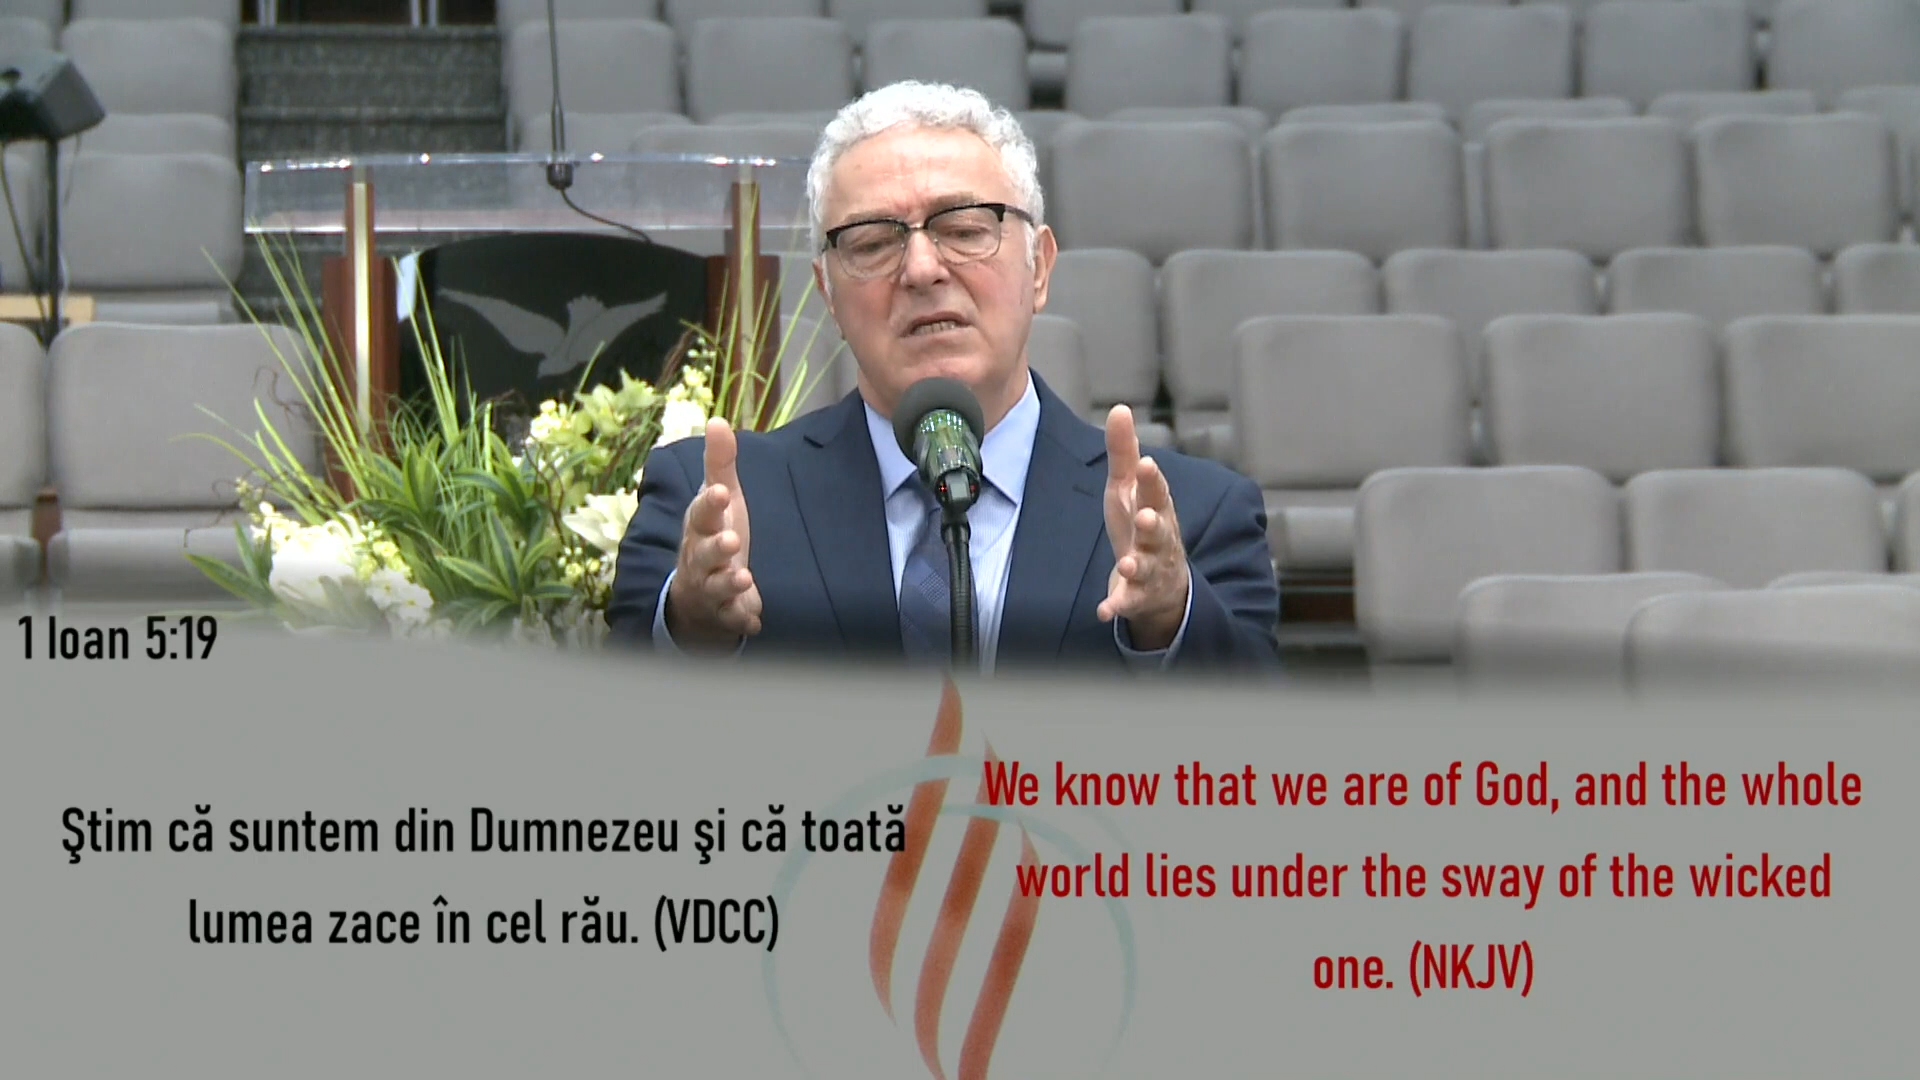 1 Ioan 5:19
Ştim că suntem din Dumnezeu şi că toată
lumea zace în cel rău. (VDCC)
We know that we are of God, and the whole
world lies under the sway of the wicked
one. (NKJV)